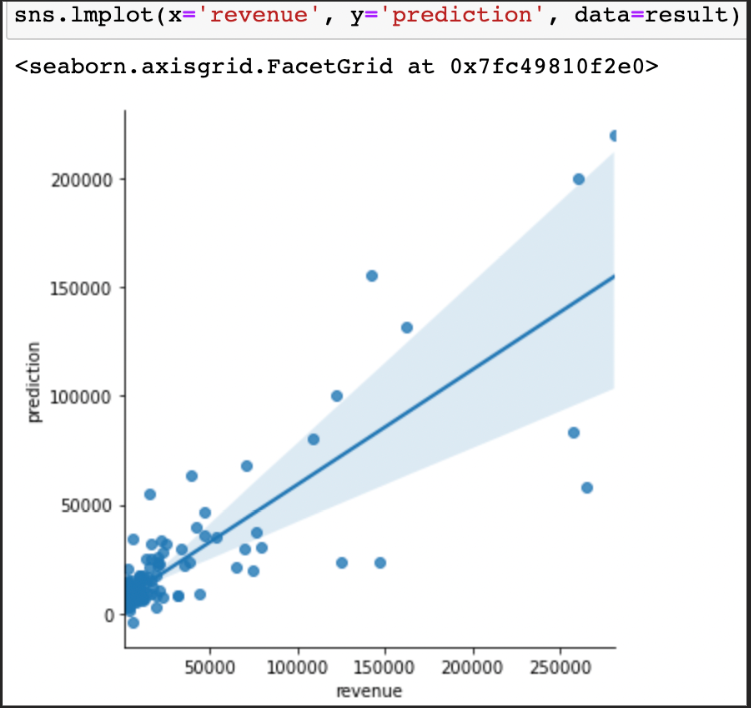 sns.lmplot(x='revenue', y='prediction', data=result)
<seaborn.axisgrid.FacetGrid at 0x7fc49810f2e0>
200000
150000
100000
50000
0
prediction
50000 100000 150000 200000 250000
revenue